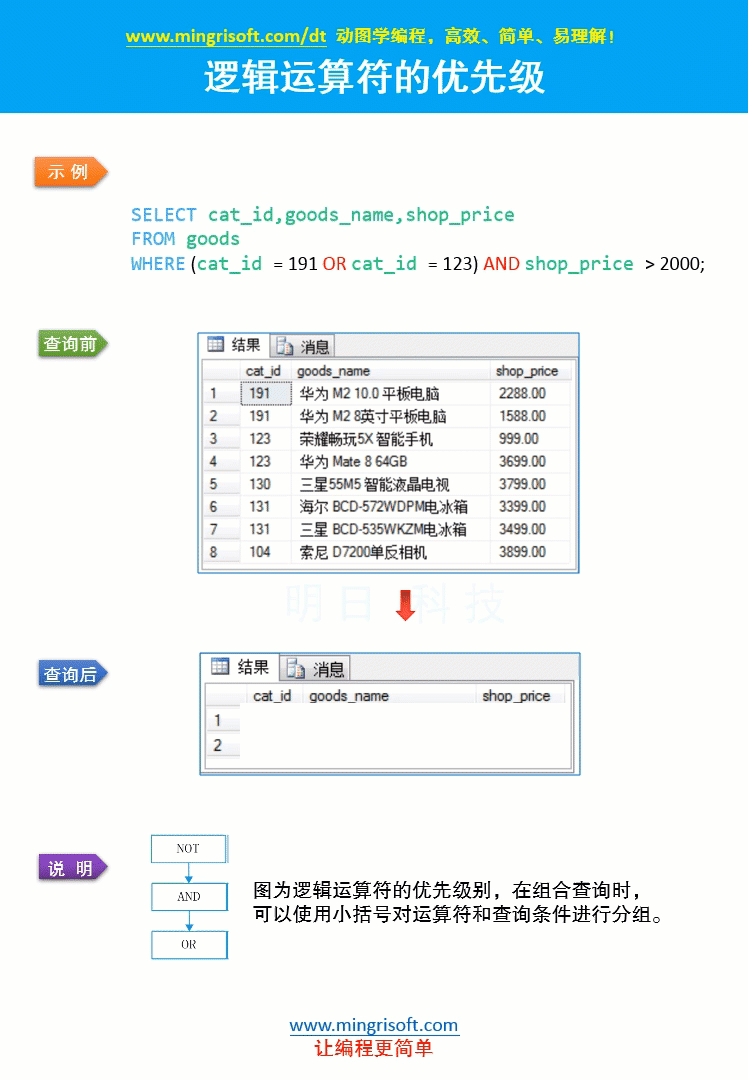 www.mingrisoft.com/dt 动图学编程，高效、简单、易理解！
逻辑运算符的优先级
示 例
SELECT cat_id,goods_name,shop_price
FROM goods
WHERE (cat_id = 191 OR cat_id = 123) AND shop_price > 2000;
查询前
结果 消息
cat_id goods_name shop_price
1 191 华为 M2 10.0 平板电脑 2288.00
2 191 华为 M2 8英寸平板电脑 1588.00
3 123 荣耀畅玩5X 智能手机 999.00
4 123 华为 Mate 8 64GB 3699.00
5 130 三星55M5 智能液晶电视 3799.00
6 131 海尔 BCD-572WDPM电冰箱 3399.00
7 131 三星 BCD-535WKZM电冰箱 3499.00
8 104 索尼 D7200单反相机 3899.00
明日科技
查询后
结果 消息
cat_id goods_name shop_price
1
2
说 明
NOT
AND
OR
图为逻辑运算符的优先级别，在组合查询时，
可以使用小括号对运算符和查询条件进行分组。
www.mingrisoft.com
让编程更简单